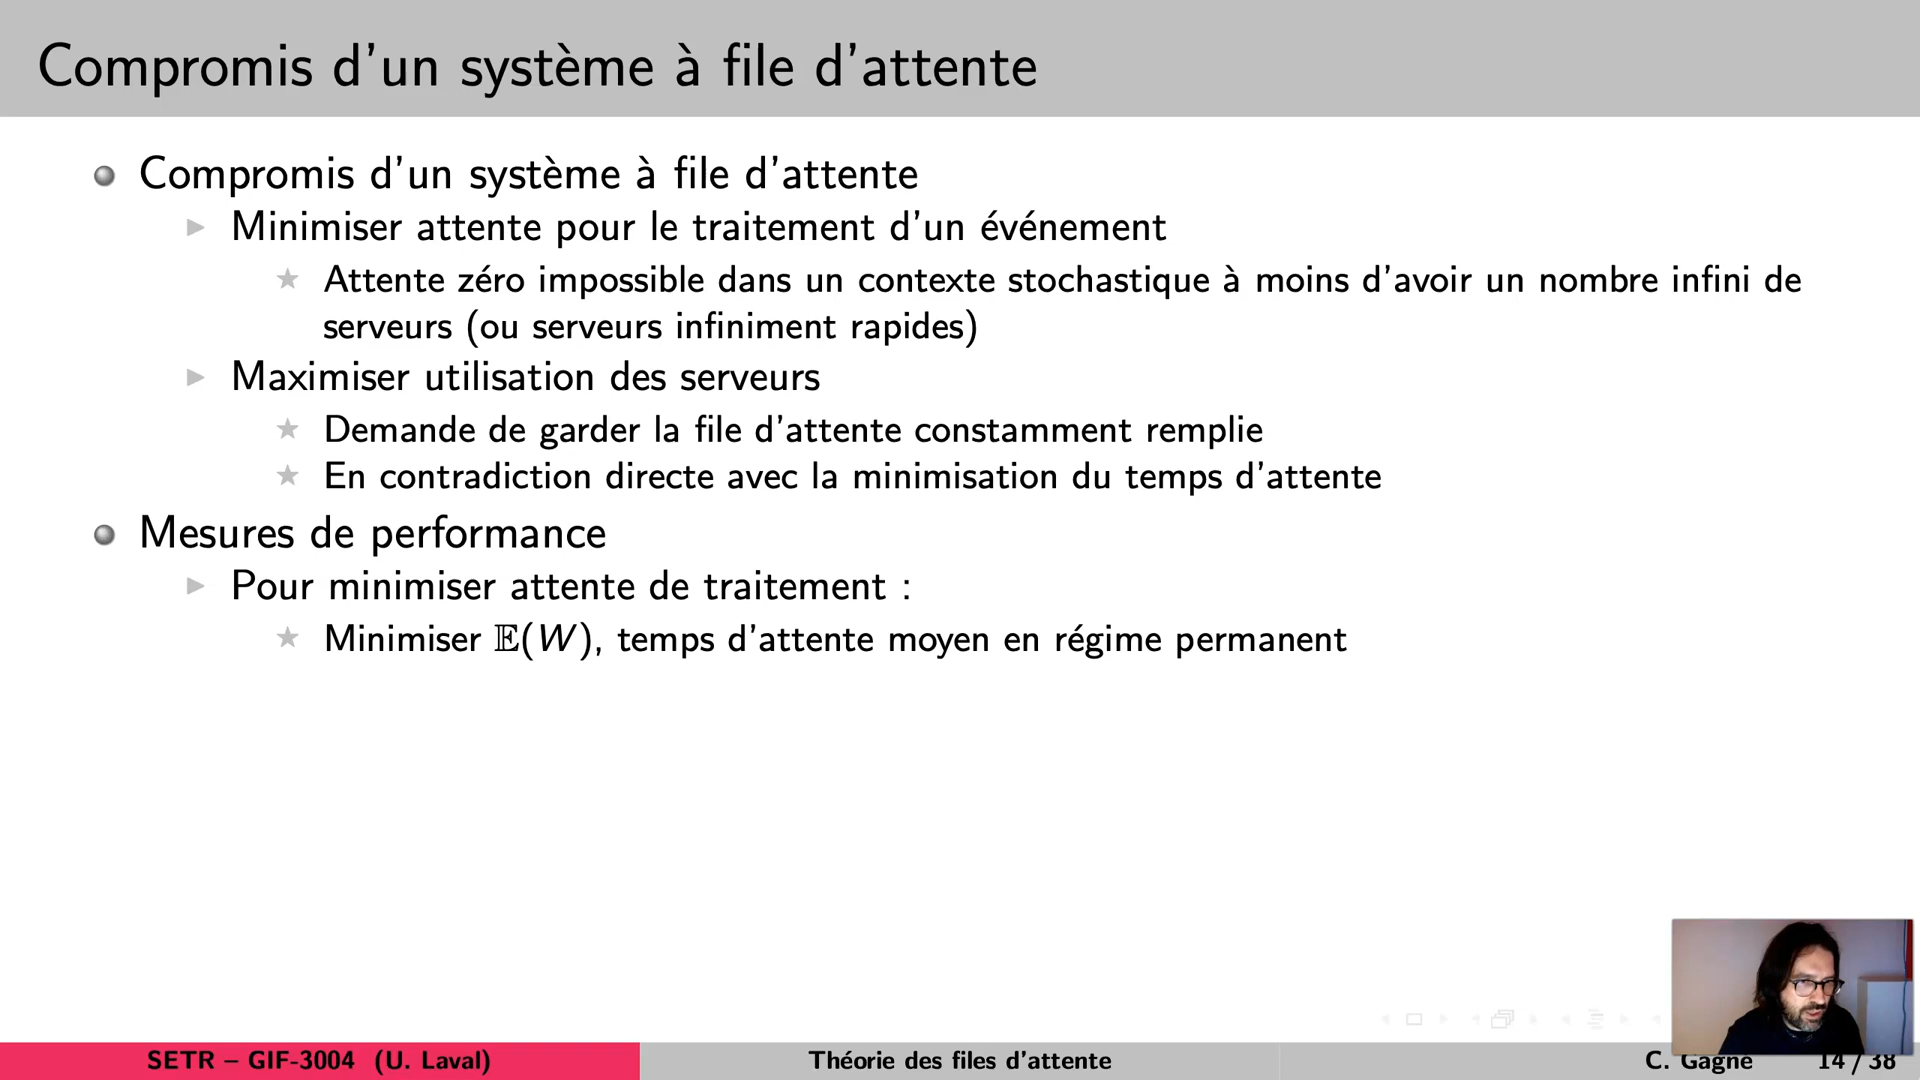 Compromis d'un système à file d'attente
Compromis d'un système à file d'attente
Minimiser attente pour le traitement d'un événement
Attente zéro impossible dans un contexte stochastique à moins d'avoir un nombre infini de
serveurs (ou serveurs infiniment rapides)
Maximiser utilisation des serveurs
Demande de garder la file d'attente constamment remplie
En contradiction directe avec la minimisation du temps d'attente
Mesures de performance
Pour minimiser attente de traitement :
Minimiser 𝔼(W), temps d'attente moyen en régime permanent
SETR – GIF-3004 (U. Laval) Théorie des files d'attente C. Gagné 14 / 38